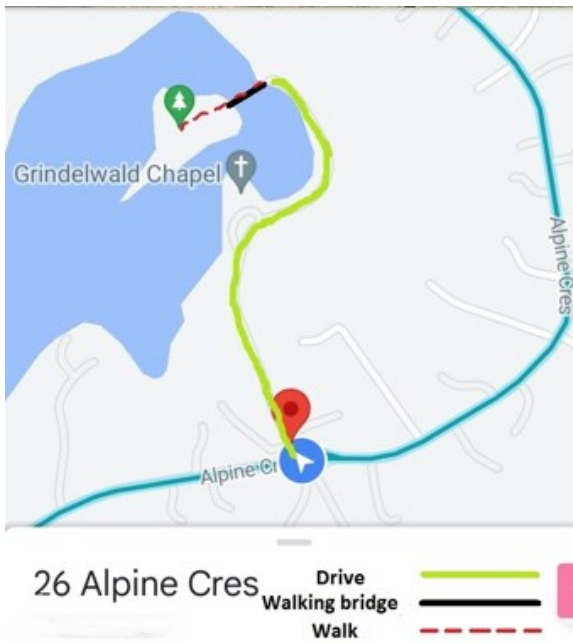 Grindelwald Chapel
Alpine Cres
Alpine Cr
26 Alpine Cres
Drive
Walking bridge
Walk